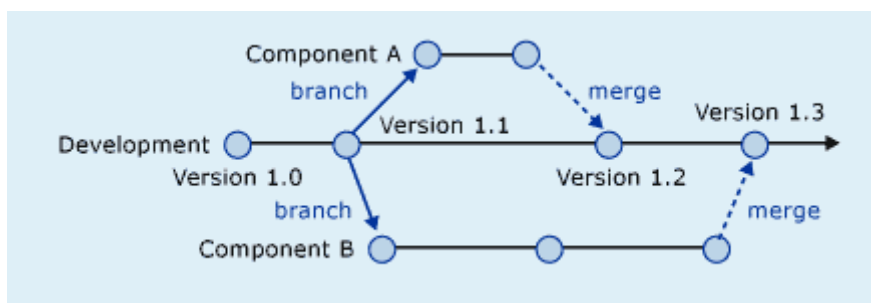 Component A
branch
merge
Version 1.3
Version 1.1
Development
Version 1.0
Version 1.2
branch
merge
Component B